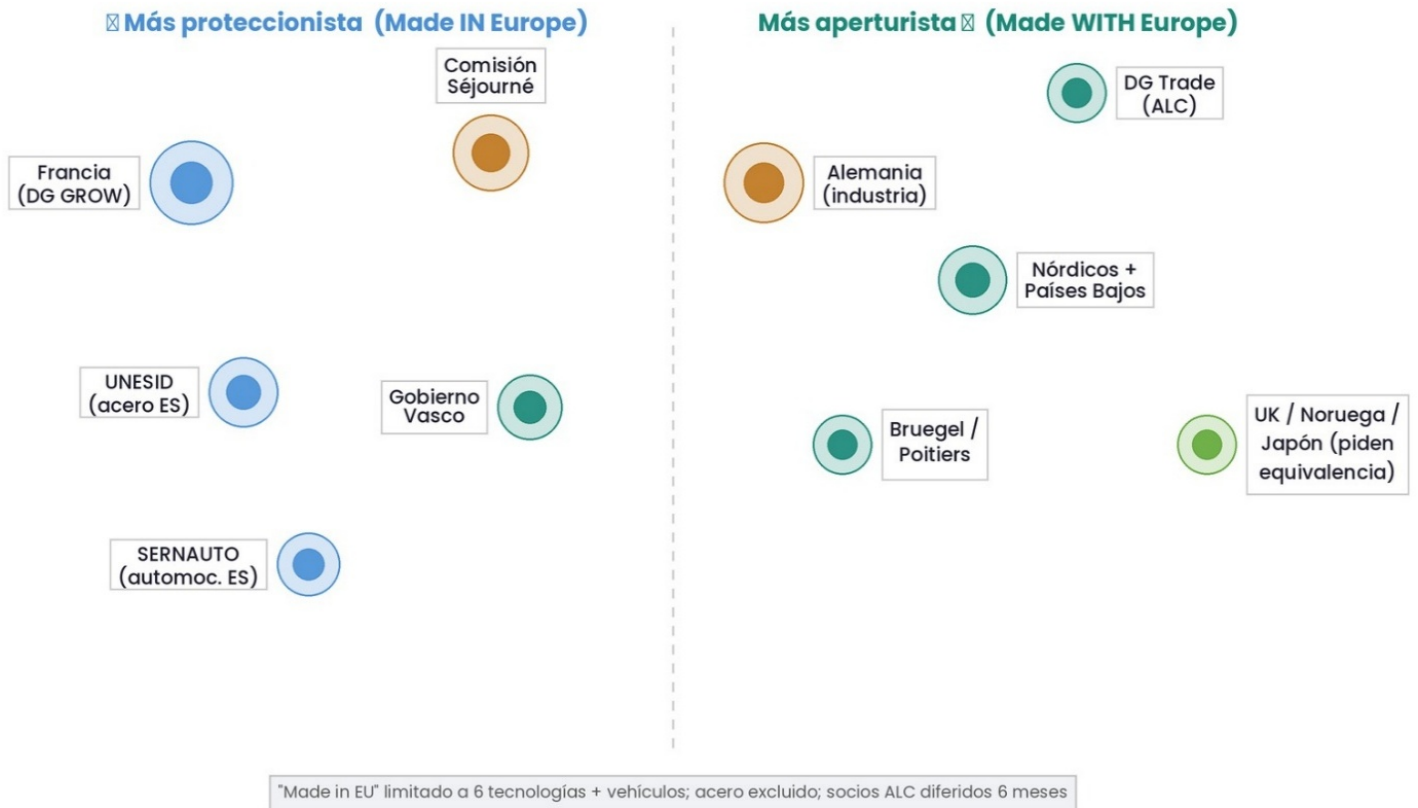 Más proteccionista (Made IN Europe)
Más aperturista (Made WITH Europe)
Comisión
Séjourné
DG Trade
(ALC)
Francia
(DG GROW)
Alemania
(industria)
Nórdicos +
Países Bajos
UNESID
(acero ES)
Gobierno
Vasco
Bruegel /
Poitiers
UK / Noruega /
Japón (piden
equivalencia)
SERNAUTO
(automoc. ES)
"Made in EU" limitado a 6 tecnologías + vehículos; acero excluido; socios ALC diferidos 6 meses